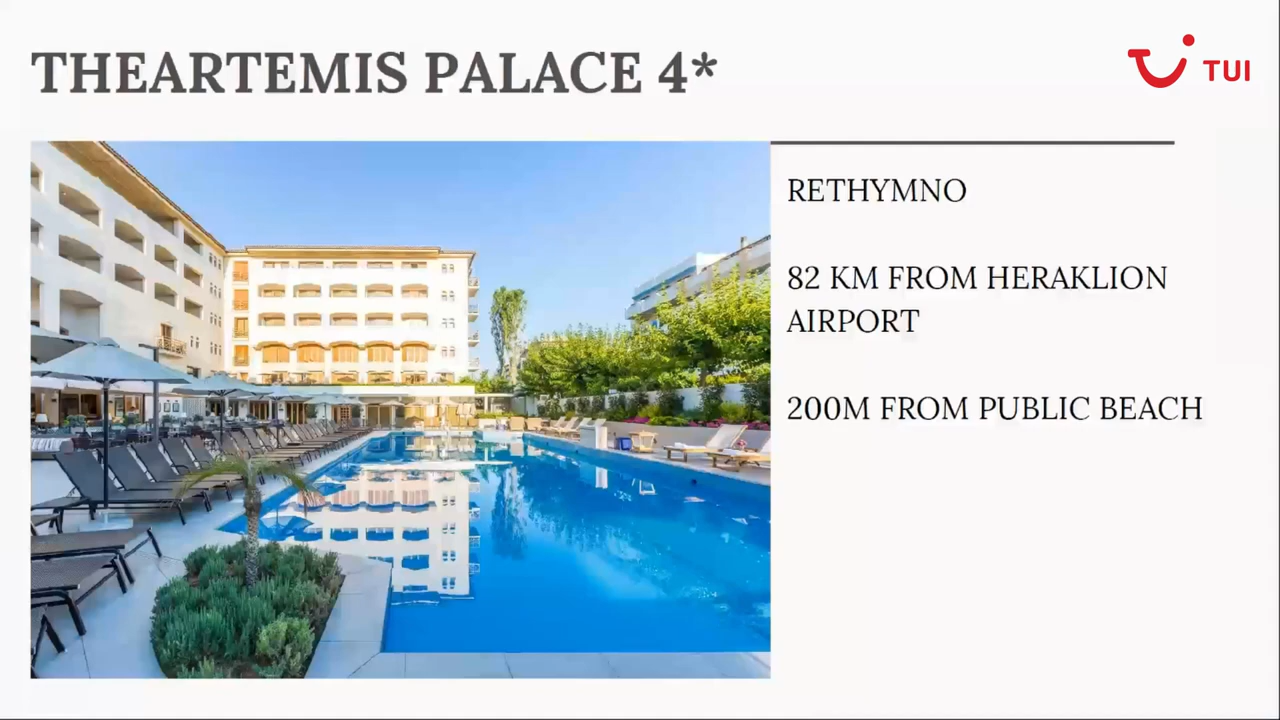 THEARTEMIS PALACE 4*
TUI
RETHYMNO
82 KM FROM HERAKLION
AIRPORT
200M FROM PUBLIC BEACH